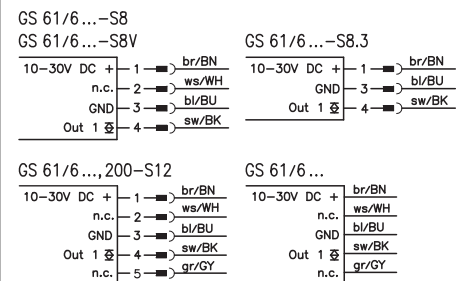 GS 61/6...-S8
GS 61/6...-S8V
10-30V DC + 1 br/BN
n.c. 2 ws/WH
GND 3 bl/BU
Out 1 4 sw/BK
GS 61/6...-S8.3
10-30V DC + 1 br/BN
GND 3 bl/BU
Out 1 4 sw/BK
GS 61/6...,200-S12
10-30V DC + 1 br/BN
n.c. 2 ws/WH
GND 3 bl/BU
Out 1 4 sw/BK
n.c. 5 gr/GY
GS 61/6...
10-30V DC + br/BN
n.c. ws/WH
GND bl/BU
Out 1 sw/BK
n.c. gr/GY